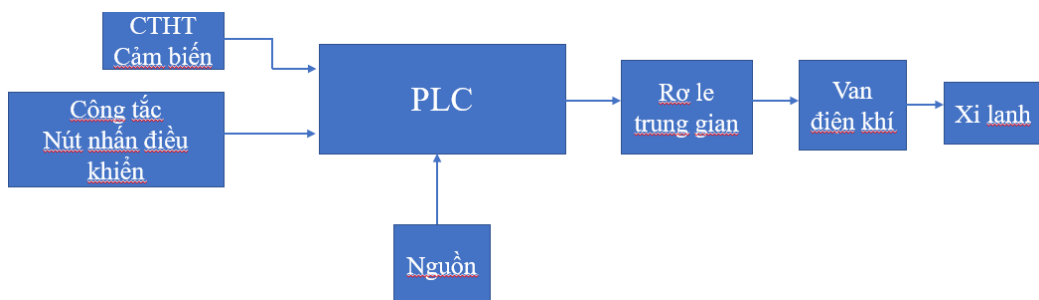 CTHT
Cảm biến
Công tắc
Nút nhấn điều
khiển
PLC
Rơ le
trung gian
Van
điện khí
Xi lanh
Nguồn